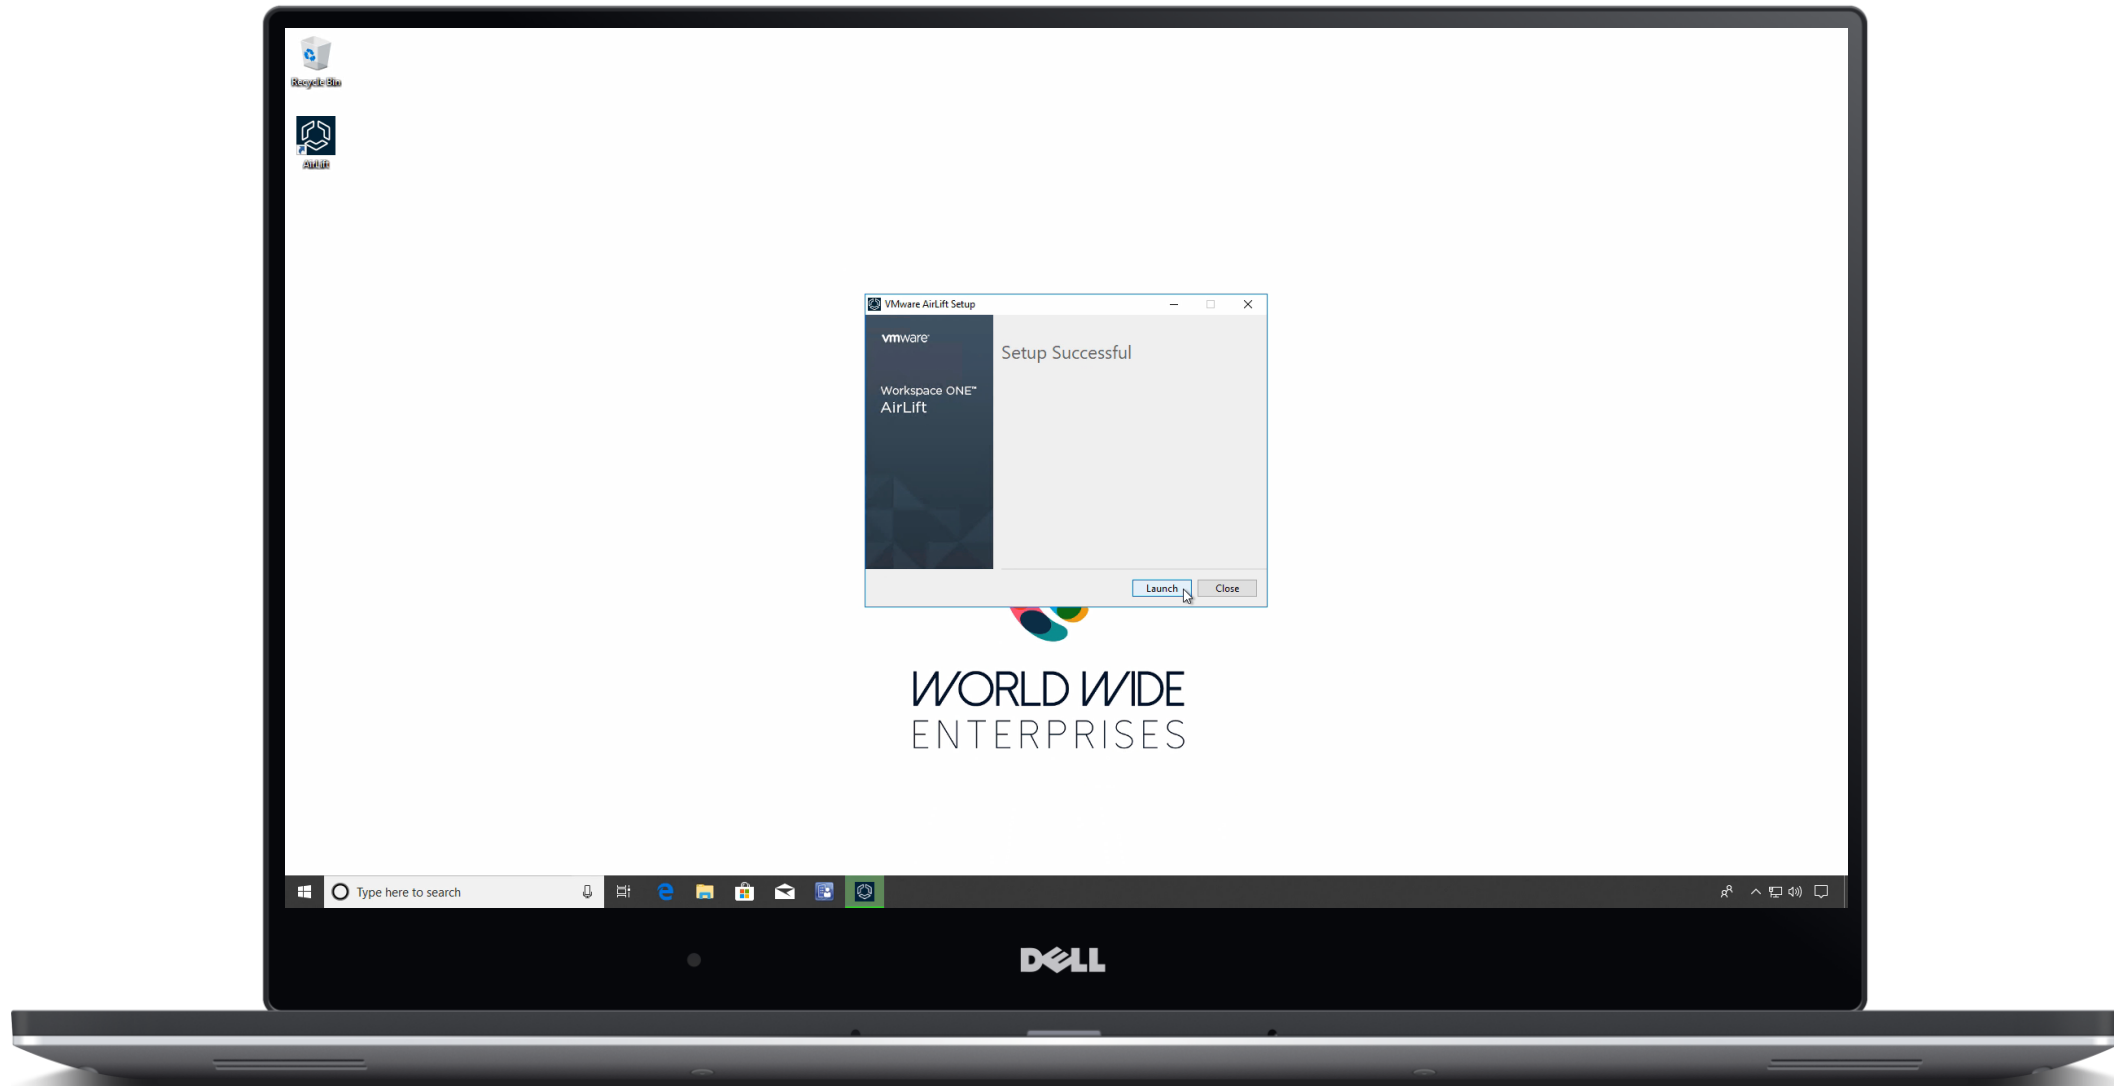 Recycle Bin
AirLift
VMware AirLift Setup
vmware®
Setup Successful
Workspace ONE™
AirLift
Launch
Close
WORLD WIDE
ENTERPRISES
Type here to search
DELL